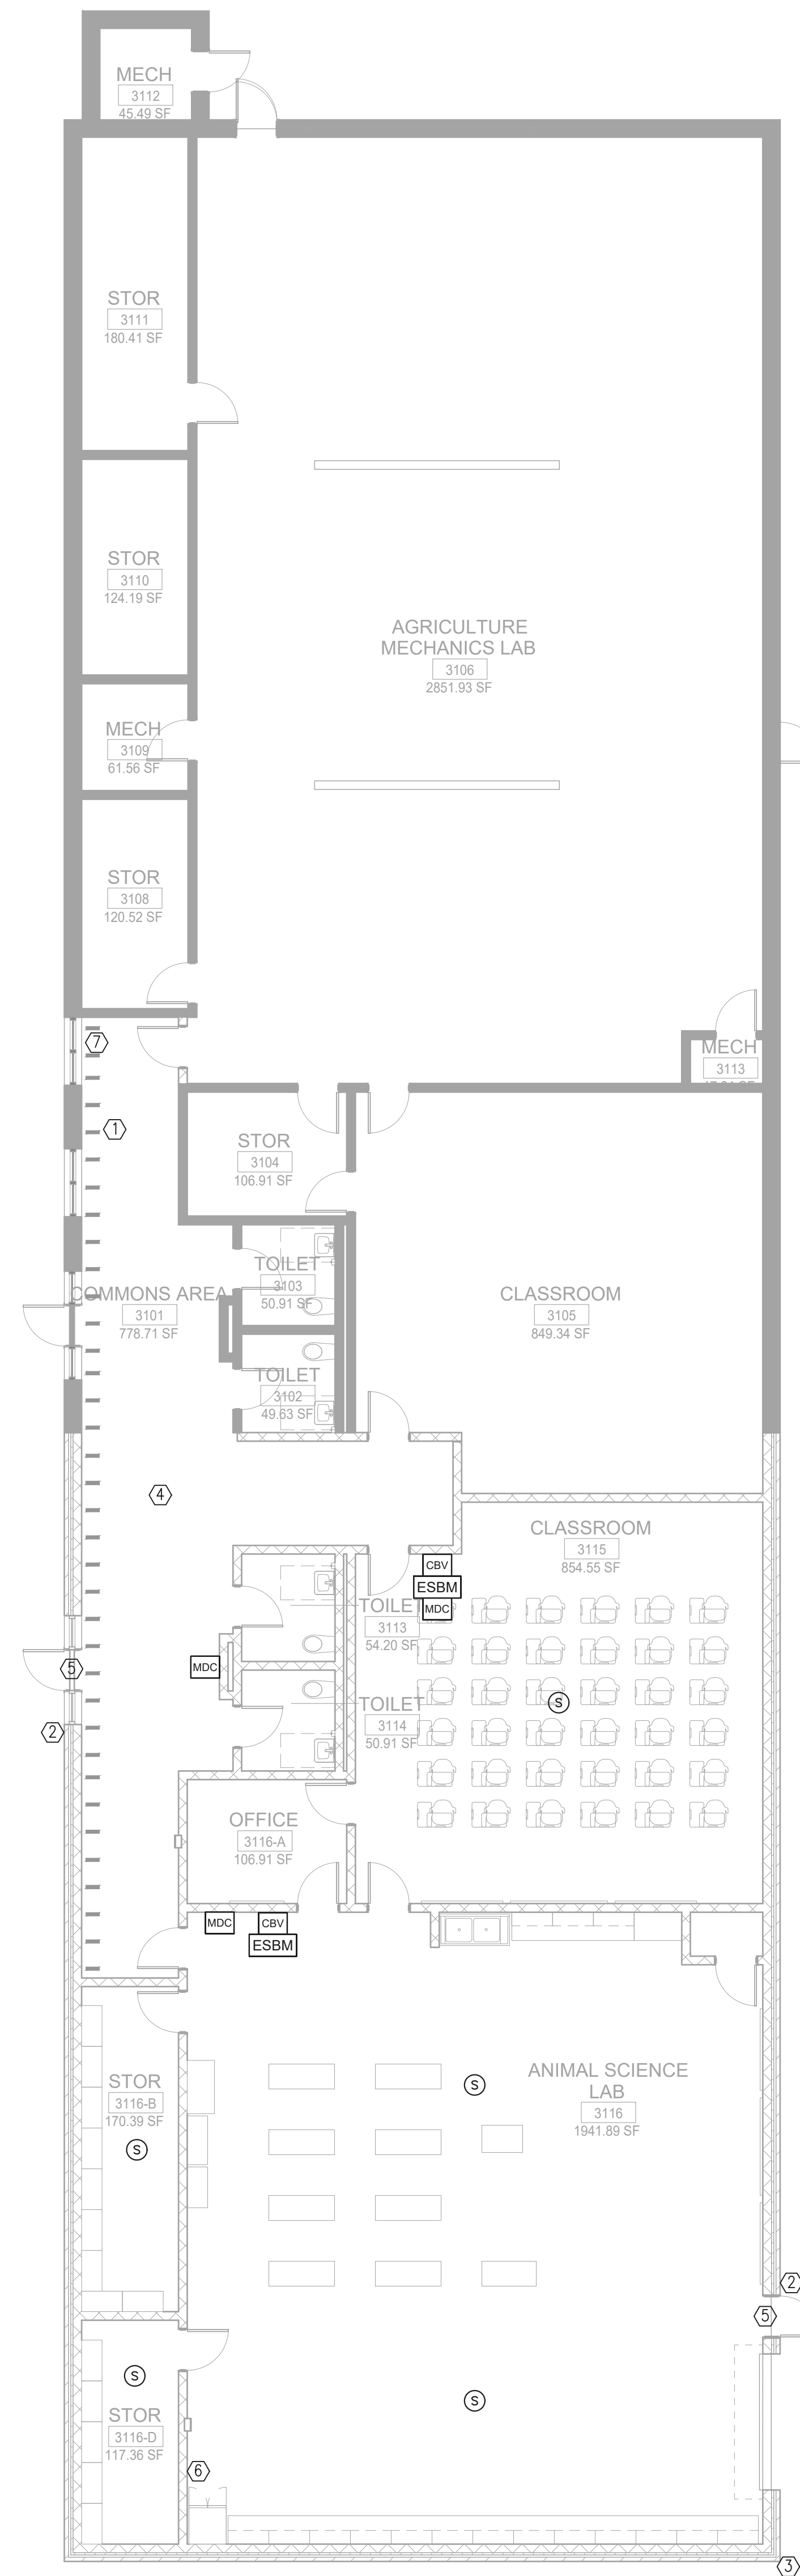 MECH
3112
45.49 SF
STOR
3111
180.41 SF
STOR
3110
124.19 SF
AGRICULTURE
MECHANICS LAB
3106
2851.93 SF
MECH
3109
61.56 SF
STOR
3108
120.52 SF
7
MECH
3113
1
STOR
3104
106.91 SF
TOILET
3103
50.91 SF
COMMONS AREA
3101
778.71 SF
CLASSROOM
3105
849.34 SF
TOILET
3102
49.63 SF
4
CLASSROOM
3115
854.55 SF
CBV
ESBM
MDC
TOILET
3113
54.20 SF
MDC
5
S
2
TOILET
3114
50.91 SF
OFFICE
3116-A
106.91 SF
MDC
CBV
ESBM
ANIMAL SCIENCE
LAB
3116
1941.89 SF
S
STOR
3116-B
170.39 SF
S
2
5
S
STOR
3116-D
117.36 SF
S
6
3